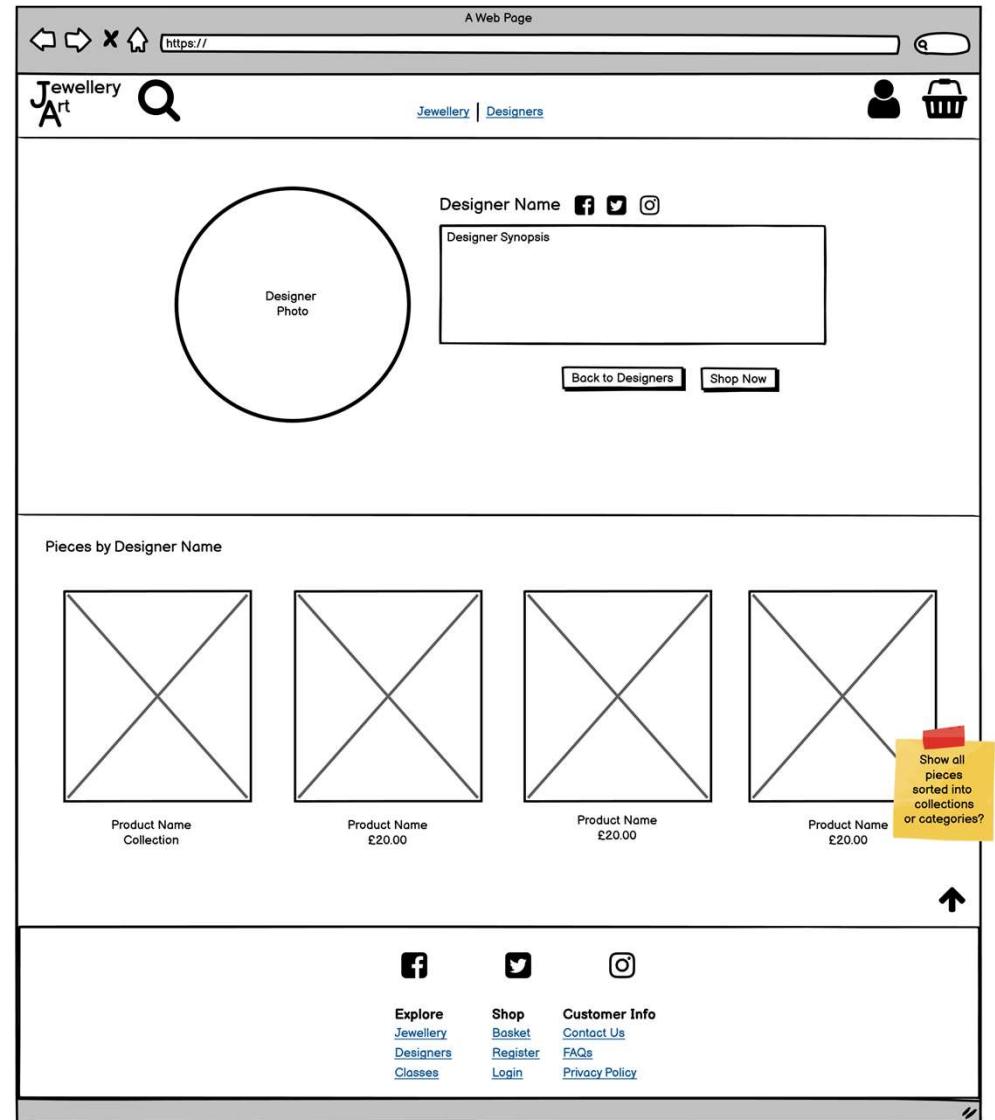 A Web Page
https://
Jewellery
Art
Jewellery | Designers
Designer Name
Designer Synopsis
Designer
Photo
Back to Designers
Shop Now
Pieces by Designer Name
Product Name
Collection
Product Name
£20.00
Product Name
£20.00
Product Name
£20.00
Show all
pieces
sorted into
collections
or categories?
Explore
Jewellery
Designers
Classes
Shop
Basket
Register
Login
Customer Info
Contact Us
FAQs
Privacy Policy